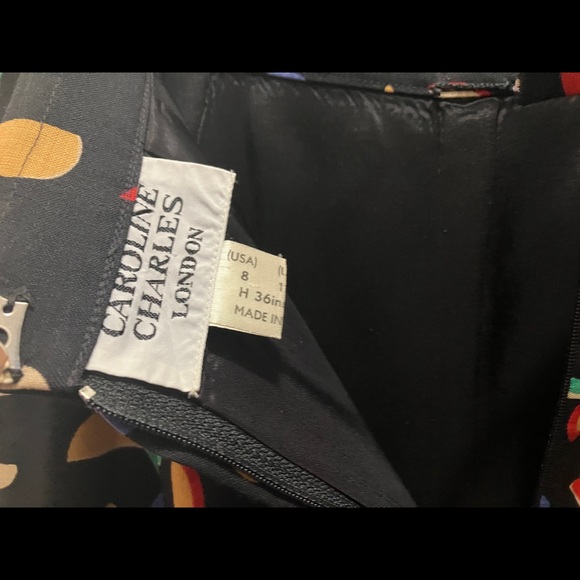 CAROLINE
CHARLES
LONDON
(USA)
8
H 36in
MADE IN